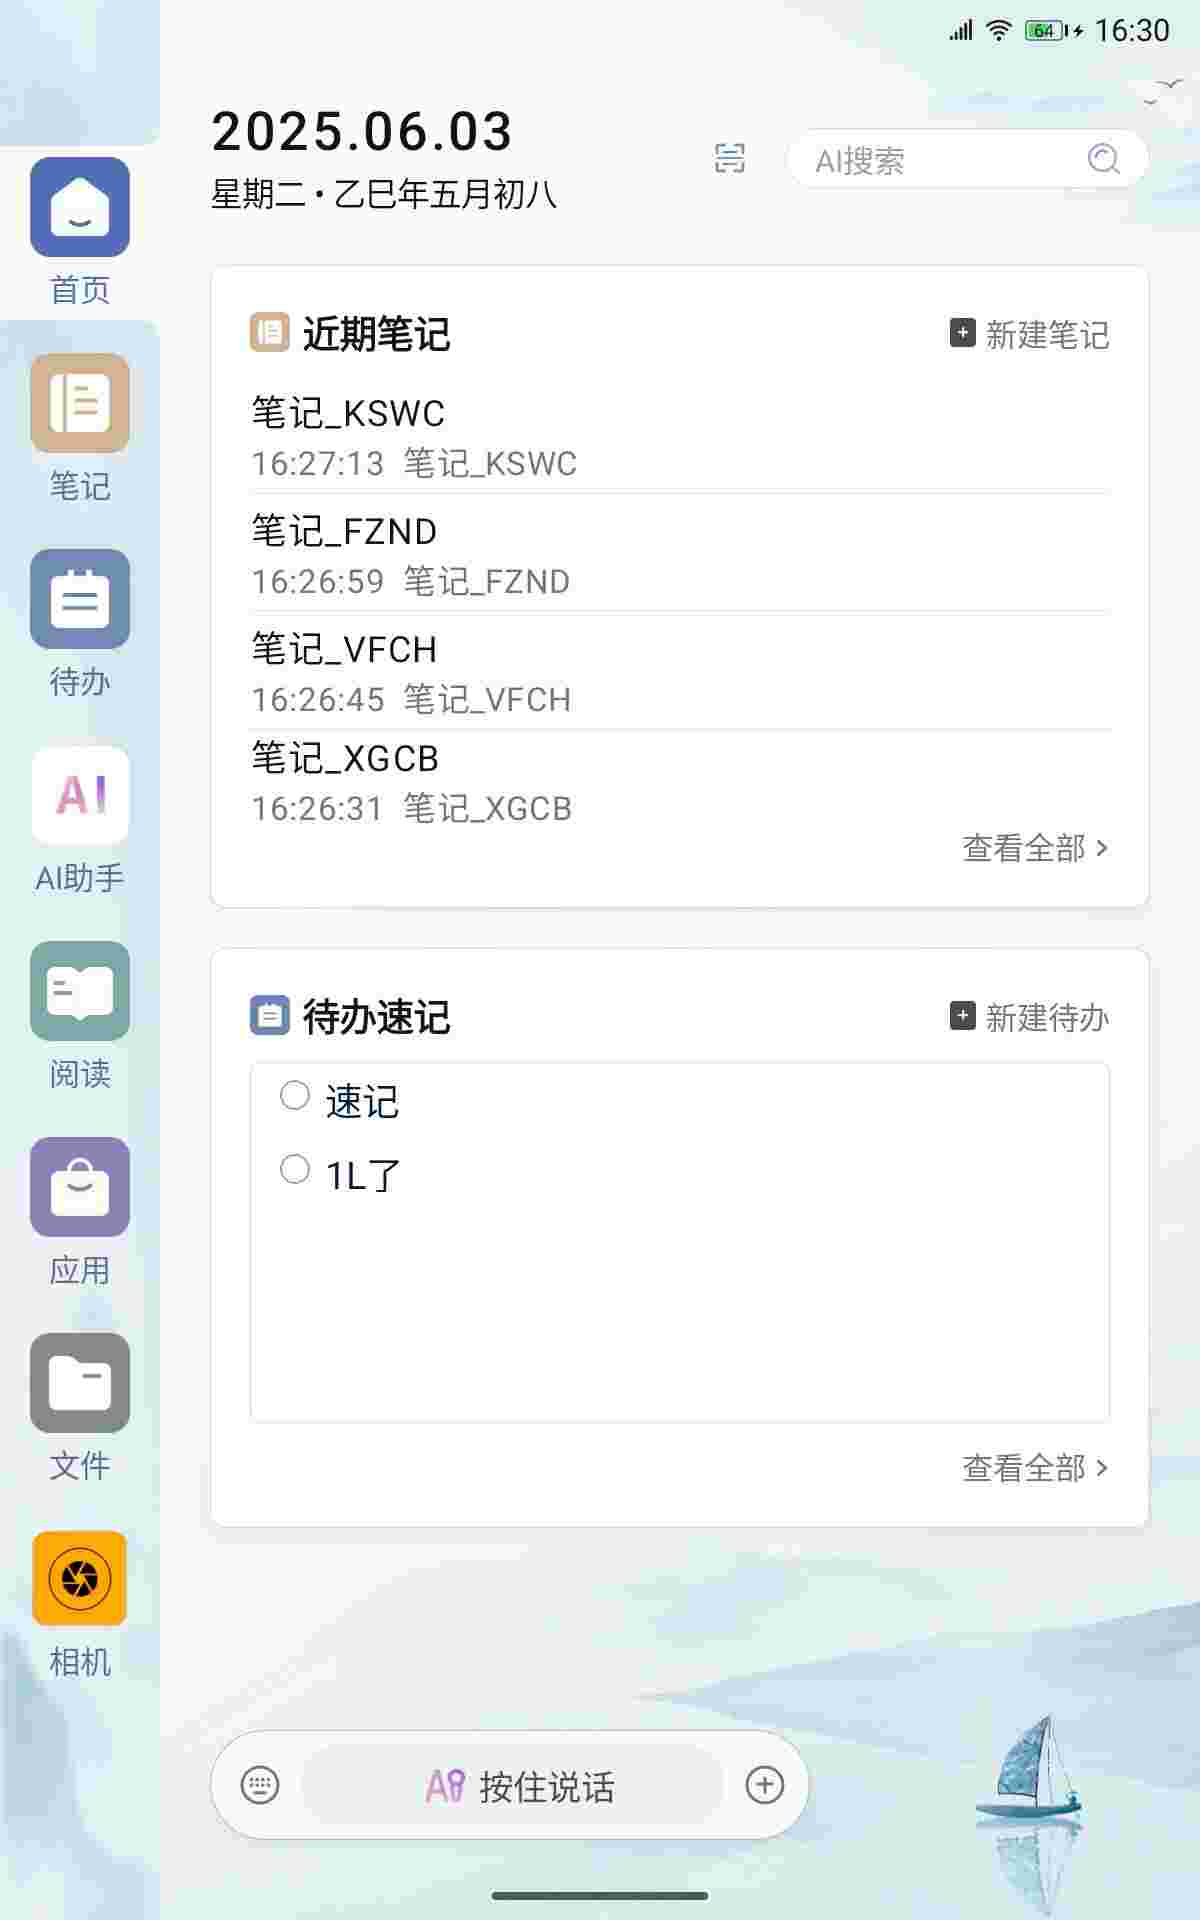 64 16:30
2025.06.03
星期二·乙巳年五月初八
AI搜索
首页
笔记
待办
AI
AI助手
阅读
应用
文件
相机
近期笔记
新建笔记
笔记_KSWC
16:27:13 笔记_KSWC
笔记_FZND
16:26:59 笔记_FZND
笔记_VFCH
16:26:45 笔记_VFCH
笔记_XGCB
16:26:31 笔记_XGCB
查看全部 >
待办速记
新建待办
速记
1L了
查看全部 >
AI 按住说话